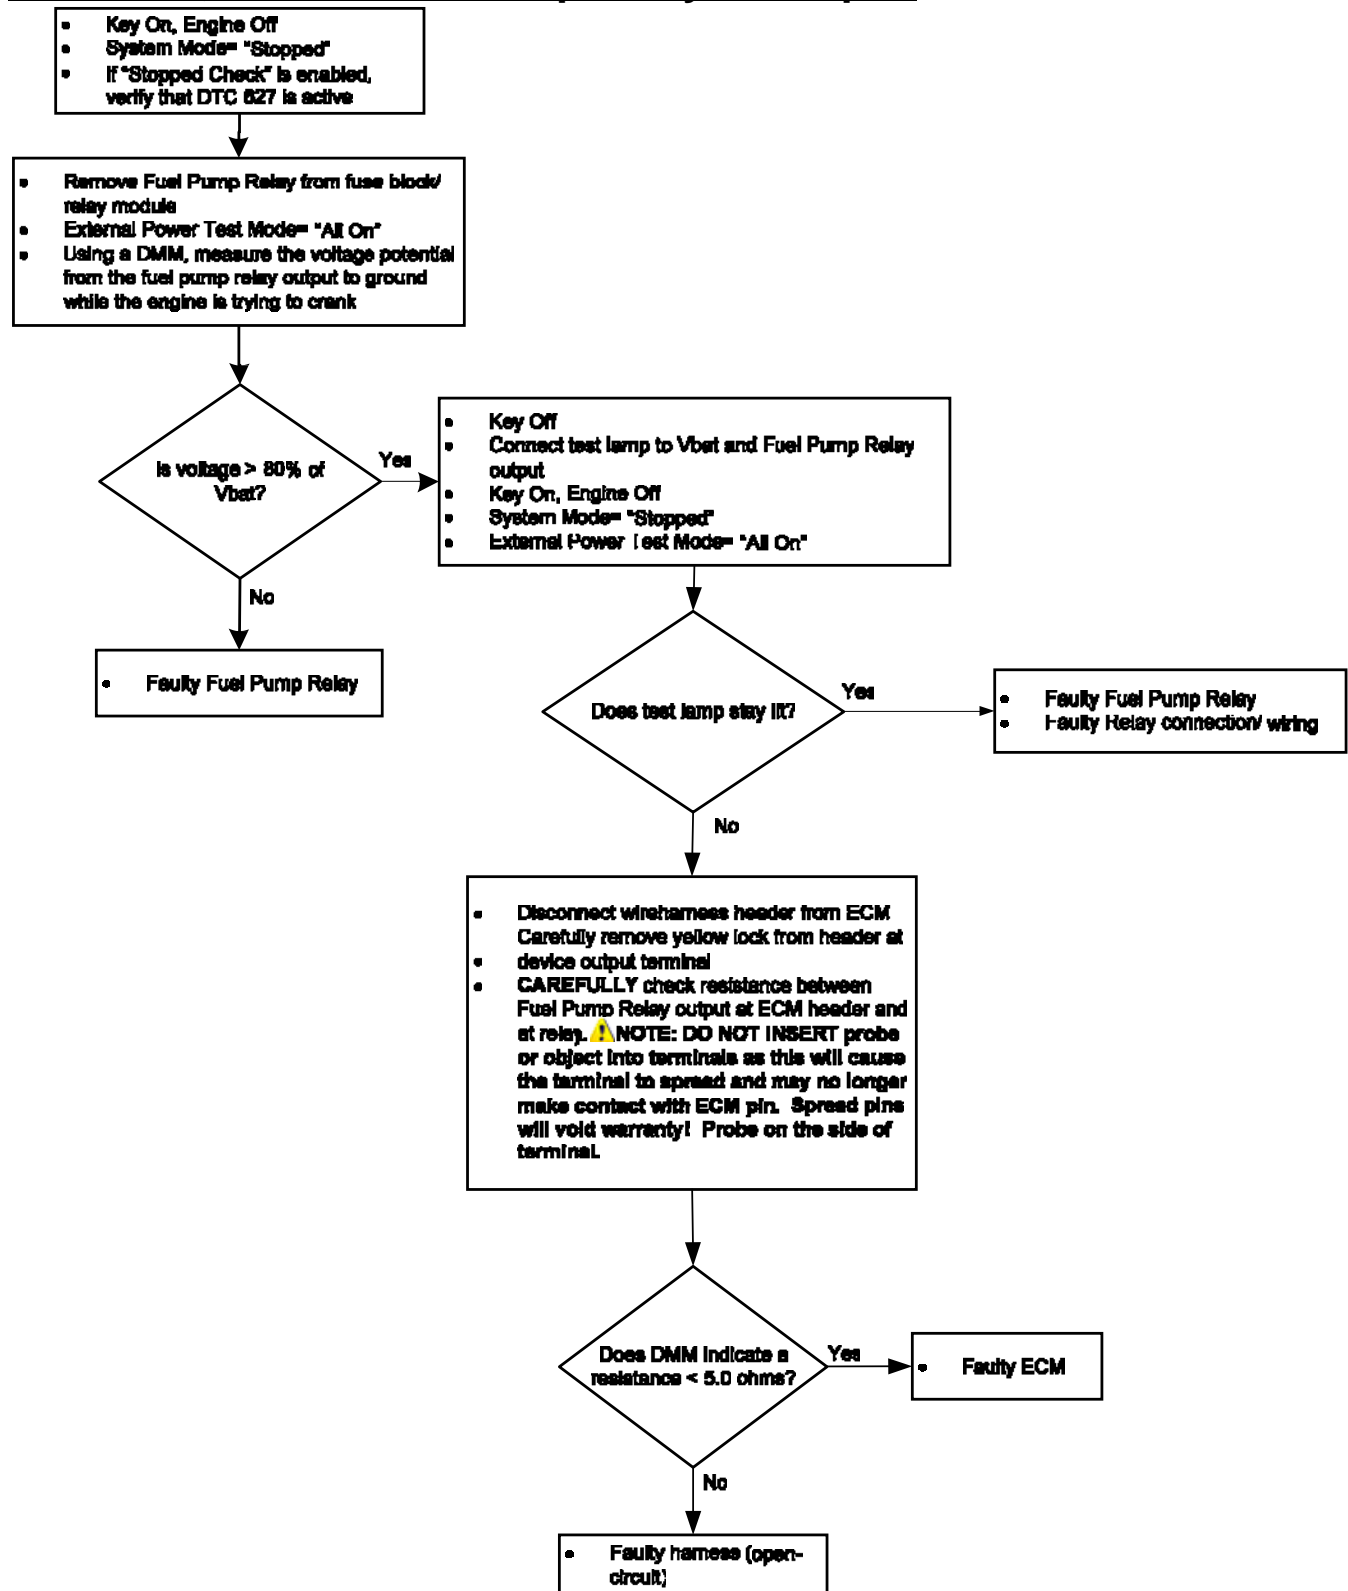 Key On, Engine Off
System Mode= "Stopped"
If "Stopped Check" is enabled,
verify that DTC 627 is active
Remove Fuel Pump Relay from fuse block/
relay module
External Power Test Mode= "All On"
Using a DMM, measure the voltage potential
from the fuel pump relay output to ground
while the engine is trying to crank
Is voltage > 80% of
Vbat?
Yes
No
Key Off
Connect test lamp to Vbat and Fuel Pump Relay
output
Key On, Engine Off
System Mode= "Stopped"
External Power Test Mode= "All On"
Faulty Fuel Pump Relay
Does test lamp stay lit?
Yes
Faulty Fuel Pump Relay
Faulty Relay connection/ wiring
No
Disconnect wireharness header from ECM
Carefully remove yellow lock from header at
device output terminal
CAREFULLY check resistance between
Fuel Pump Relay output at ECM header and
at relay. NOTE: DO NOT INSERT probe
or object into terminals as this will cause
the terminal to spread and may no longer
make contact with ECM pin. Spread pins
will void warranty! Probe on the side of
terminal.
Does DMM indicate a
resistance < 5.0 ohms?
Yes
Faulty ECM
No
Faulty harness (open-
circuit)